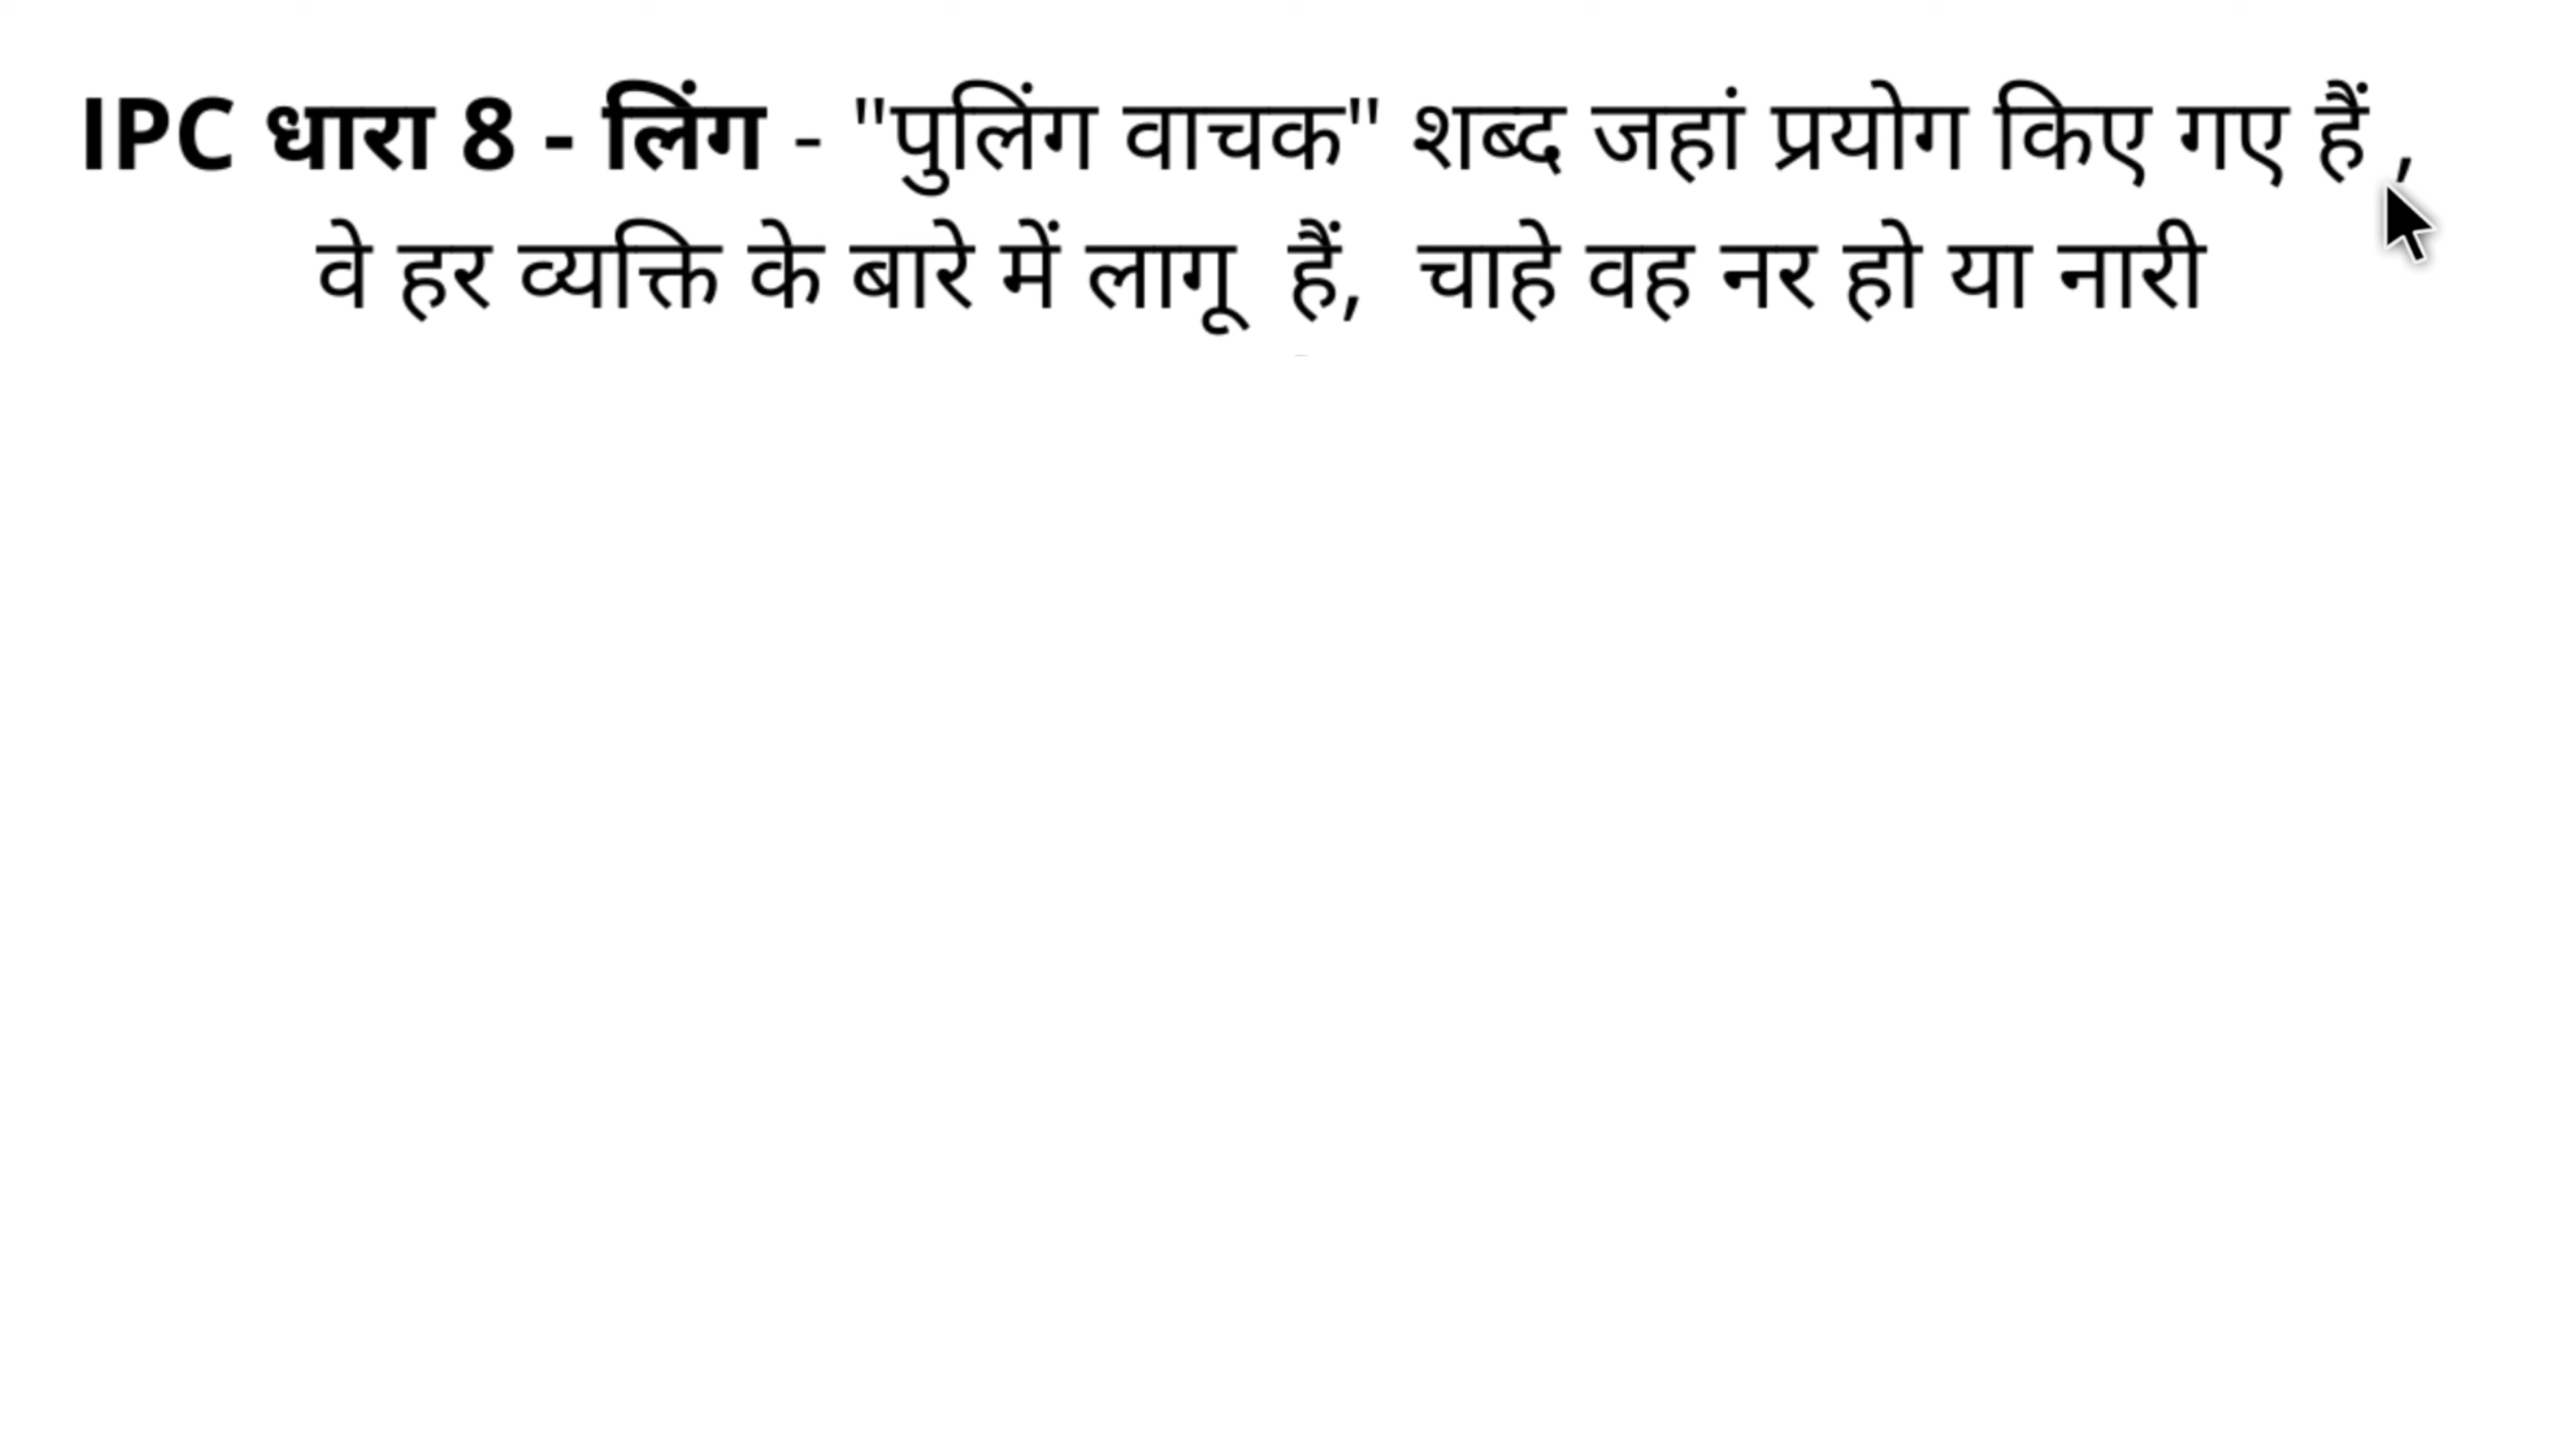 IPC धारा 8 - लिंग - "पुलिंग वाचक" शब्द जहां प्रयोग किए गए हैं ,
वे हर व्यक्ति के बारे में लागू  हैं,  चाहे वह नर हो या नारी